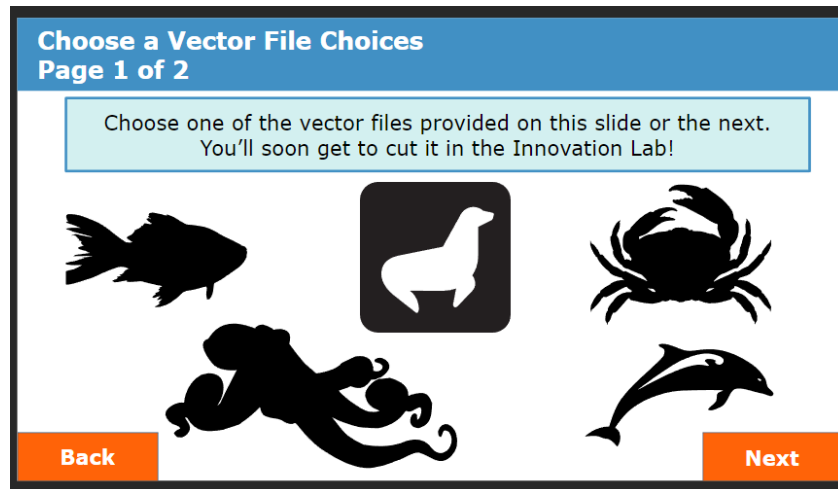 Choose a Vector File Choices
Page 1 of 2
Choose one of the vector files provided on this slide or the next.
You’ll soon get to cut it in the Innovation Lab!
Back
Next